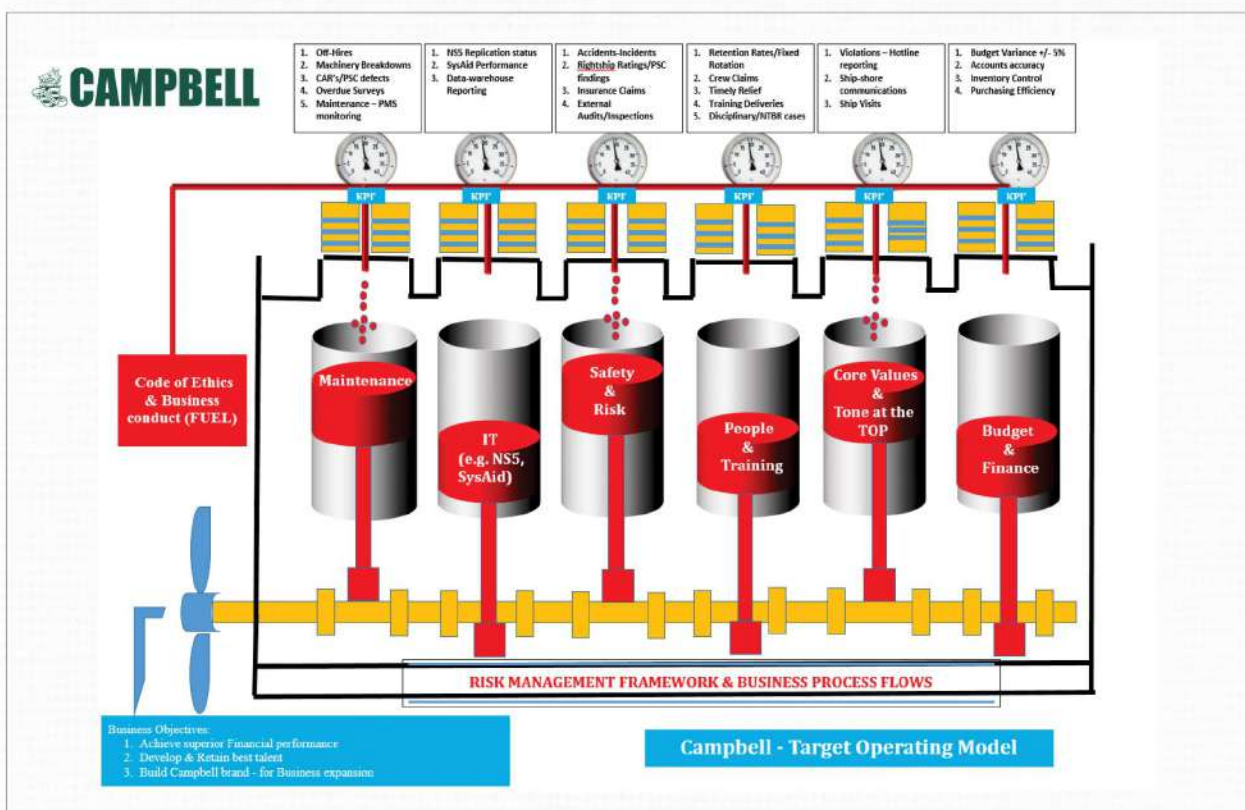 CAMPBELL
1. Off-Hires
2. Machinery Breakdowns
3. CAR's/PSC defects
4. Overdue Surveys
5. Maintenance – PMS
monitoring
1. NS5 Replication status
2. SysAid Performance
3. Data-warehouse
Reporting
1. Accidents-Incidents
2. Rightship Ratings/PSC
findings
3. Insurance Claims
4. External
Audits/Inspections
1. Retention Rates/Fixed
Rotation
2. Crew Claims
3. Timely Relief
4. Training Deliveries
5. Disciplinary/NTBR cases
1. Violations – Hotline
reporting
2. Ship-shore
communications
3. Ship Visits
1. Budget Variance +/- 5%
2. Accounts accuracy
3. Inventory Control
4. Purchasing Efficiency
Code of Ethics
& Business
conduct (FUEL)
Maintenance
IT
(e.g. NS5,
SysAid)
Safety
&
Risk
People
&
Training
Core Values
&
Tone at the
TOP
Budget
&
Finance
RISK MANAGEMENT FRAMEWORK & BUSINESS PROCESS FLOWS
Business Objectives:
1. Achieve superior Financial performance
2. Develop & Retain best talent
3. Build Campbell brand - for Business expansion
Campbell - Target Operating Model